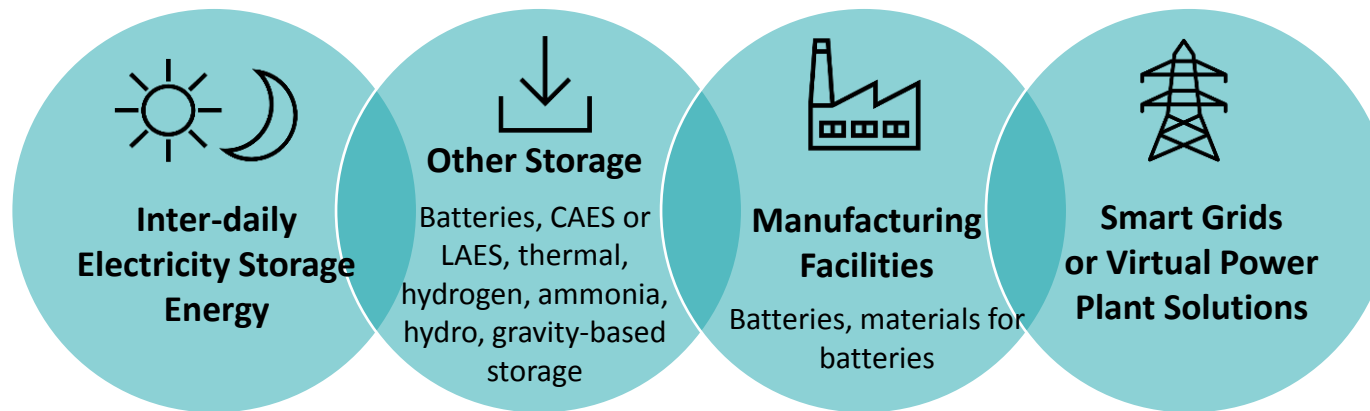 Inter-daily
Electricity Storage
Energy
Other Storage
Batteries, CAES or
LAES, thermal,
hydrogen, ammonia,
hydro, gravity-based
storage
Manufacturing
Facilities
Batteries, materials for
batteries
Smart Grids
or Virtual Power
Plant Solutions